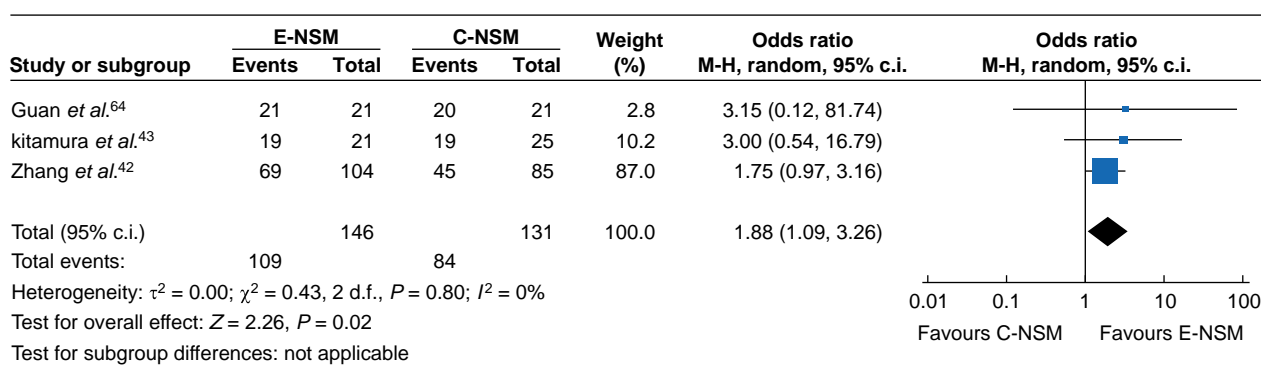 E-NSM C-NSM Weight Odds ratio Odds ratio
Study or subgroup Events Total Events Total (%) M-H, random, 95% c.i. M-H, random, 95% c.i.
Guan et al.64 21 21 20 21 2.8 3.15 (0.12, 81.74)
kitamura et al.43 19 21 19 25 10.2 3.00 (0.54, 16.79)
Zhang et al.42 69 104 45 85 87.0 1.75 (0.97, 3.16)
Total (95% c.i.) 146 131 100.0 1.88 (1.09, 3.26)
Total events: 109 84
Heterogeneity: τ2 = 0.00; χ2 = 0.43, 2 d.f., P = 0.80; I2 = 0%
0.01 0.1 1 10 100
Test for overall effect: Z = 2.26, P = 0.02
Favours C-NSM Favours E-NSM
Test for subgroup differences: not applicable